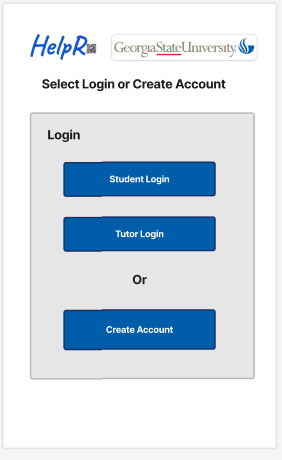 HelpR
GeorgiaStateUniversity
Select Login or Create Account
Login
Student Login
Tutor Login
Or
Create Account